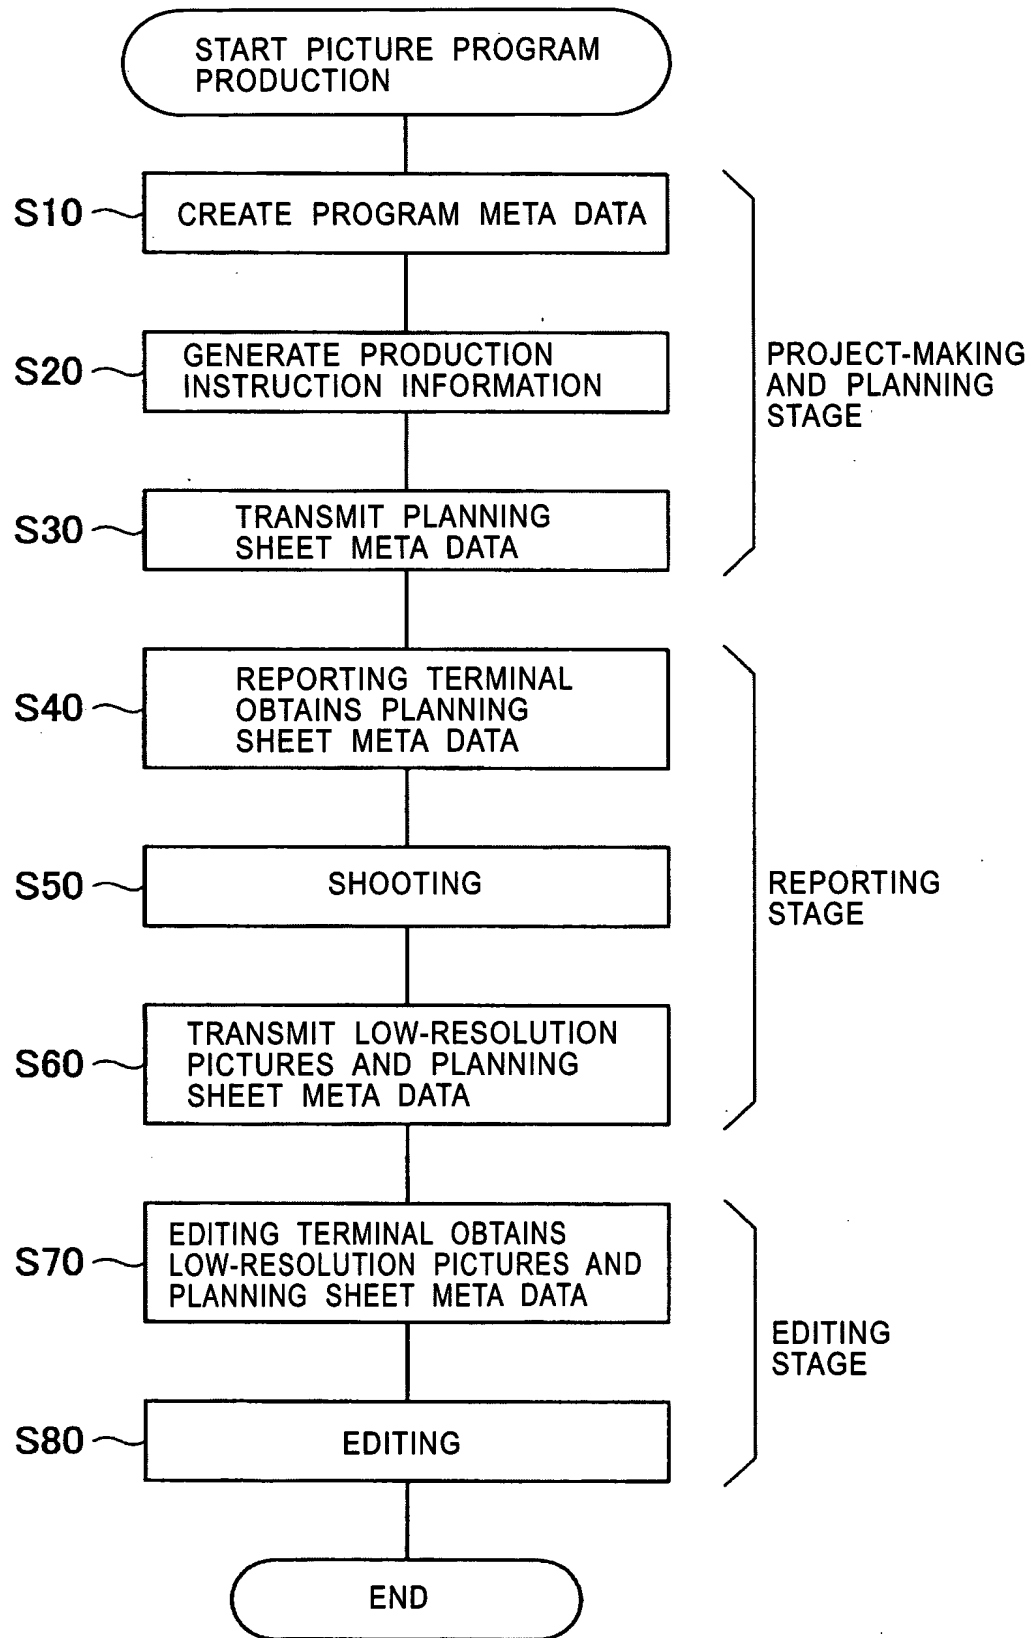 START PICTURE PROGRAM
PRODUCTION
S10
CREATE PROGRAM META DATA
S20
GENERATE PRODUCTION
INSTRUCTION INFORMATION
PROJECT-MAKING
AND PLANNING
STAGE
S30
TRANSMIT PLANNING
SHEET META DATA
S40
REPORTING TERMINAL
OBTAINS PLANNING
SHEET META DATA
S50
SHOOTING
REPORTING
STAGE
S60
TRANSMIT LOW-RESOLUTION
PICTURES AND PLANNING
SHEET META DATA
S70
EDITING TERMINAL OBTAINS
LOW-RESOLUTION PICTURES AND
PLANNING SHEET META DATA
EDITING
STAGE
S80
EDITING
END